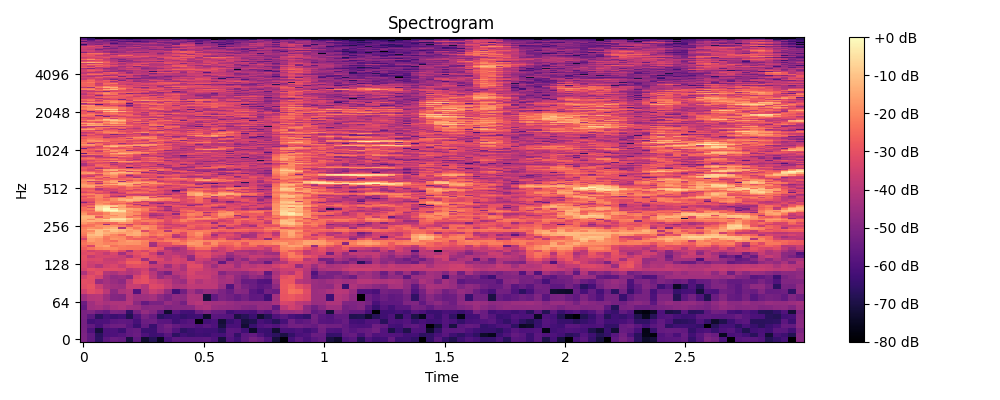 Spectrogram
Hz
4096
2048
1024
512
256
128
64
0
0
0.5
1
1.5
2
2.5
Time
+0 dB
-10 dB
-20 dB
-30 dB
-40 dB
-50 dB
-60 dB
-70 dB
-80 dB